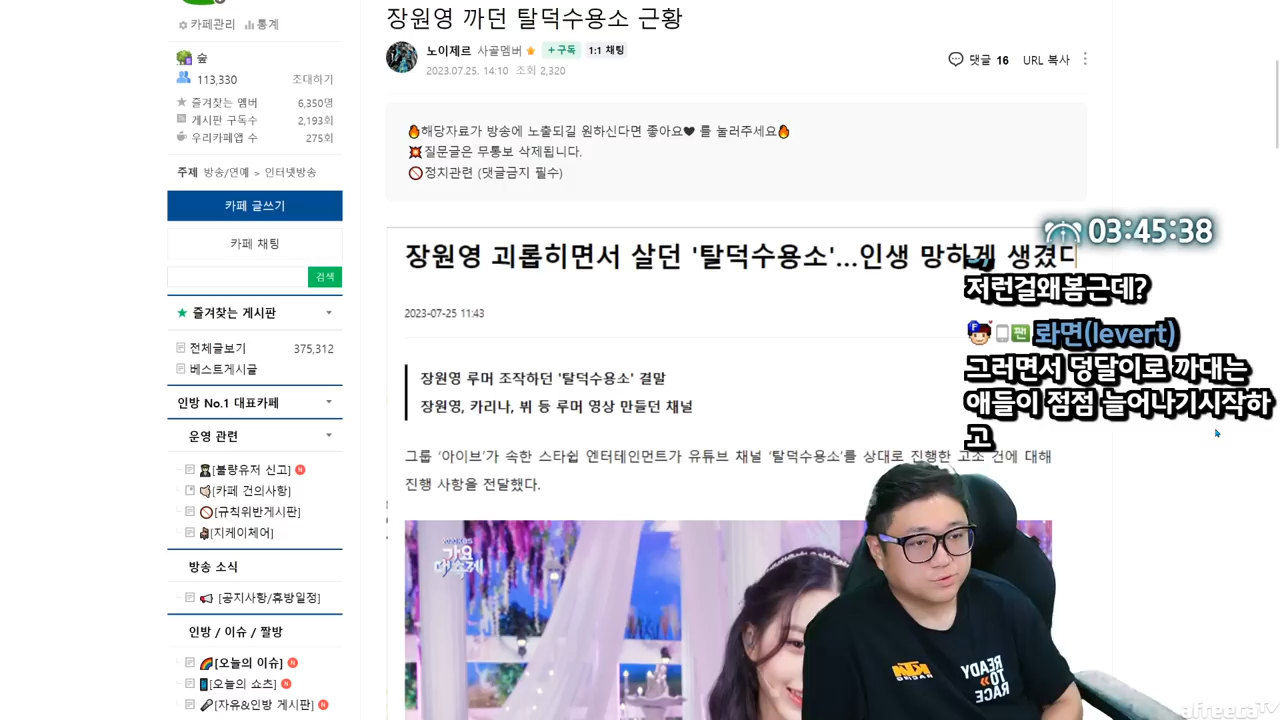 카페관리 통계
숲
113,330 초대하기
즐겨찾는 멤버 6,350명
게시판 구독수 2,193회
우리카페앱 수 275회
주제 방송/연예 > 인터넷방송
카페 글쓰기
카페 채팅
검색
즐겨찾는 게시판
전체글보기 375,312
베스트게시글
인방 No.1 대표카페
운영 관련
[불량유저 신고] N
[카페 건의사항]
[규칙위반게시판]
[지케이체어]
방송 소식
[공지사항/휴방일정]
인방 / 이슈 / 짤방
[오늘의 이슈] N
[오늘의 쇼츠] N
[자유&인방 게시판] N
장원영 까던 탈덕수용소 근황
노이제르 사골멤버 +구독 1:1 채팅
2023.07.25. 14:10 조회 2,320
댓글 16 URL 복사
해당자료가 방송에 노출되길 원하신다면 좋아요 를 눌러주세요
질문글은 무통보 삭제됩니다.
정치관련 (댓글금지 필수)
장원영 괴롭히면서 살던 '탈덕수용소'...인생 망하게 생겼다
2023-07-25 11:43
장원영 루머 조작하던 '탈덕수용소' 결말
장원영, 카리나, 뷔 등 루머 영상 만들던 채널
그룹 ‘아이브’가 속한 스타쉽 엔터테인먼트가 유튜브 채널 ‘탈덕수용소’를 상대로 진행한 고소 건에 대해
진행 사항을 전달했다.
가요
대축제
03:45:38
저런걸왜봄근데?
F 팬 롸면(levert)
그러면서 덩달이로 까대는
애들이 점점 늘어나기시작하
고
KTM
RACING
READY
TO
RACE
afreecaTV